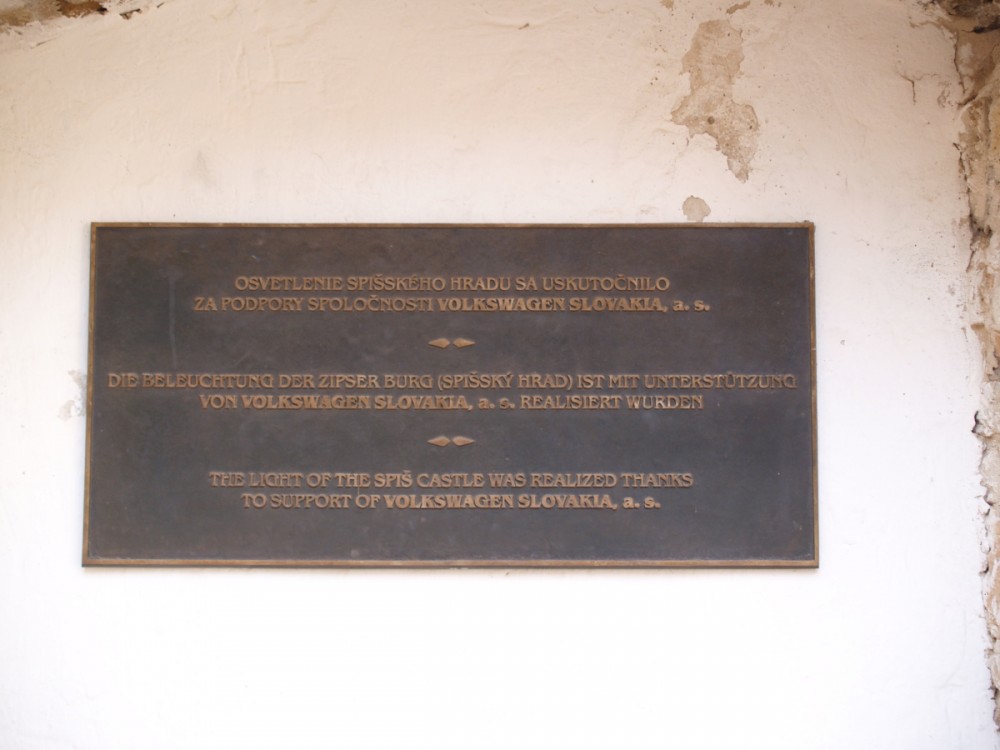 OSVETLENIE SPIŠSKÉHO HRADU SA USKUTOČNILO
ZA PODPORY SPOLOČNOSTI VOLKSWAGEN SLOVAKIA, a. s.
DIE BELEUCHTUNG DER ZIPSER BURG (SPIŠSKÝ HRAD) IST MIT UNTERSTÜTZUNG
VON VOLKSWAGEN SLOVAKIA, a. s. REALISIERT WURDEN
THE LIGHT OF THE SPIŠ CASTLE WAS REALIZED THANKS
TO SUPPORT OF VOLKSWAGEN SLOVAKIA, a. s.